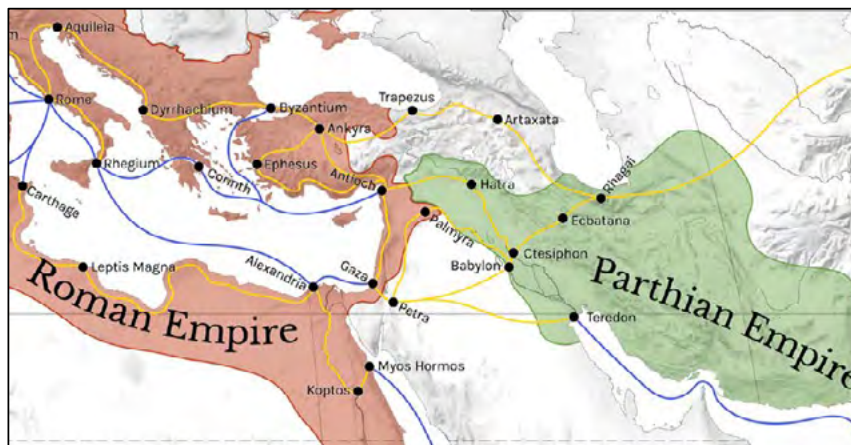 Aquileia
m
Rome
Dyrrhachium
Byzantium
Trapezus
Artaxata
Ankyra
Rhegium
Corinth
Ephesus
Antioch
Hatra
Rhagai
Carthage
Ecbatana
Palmyra
Ctesiphon
Leptis Magna
Alexandria
Gaza
Babylon
Petra
Teredon
Roman Empire
Parthian Empire
Myos Hormos
Koptos